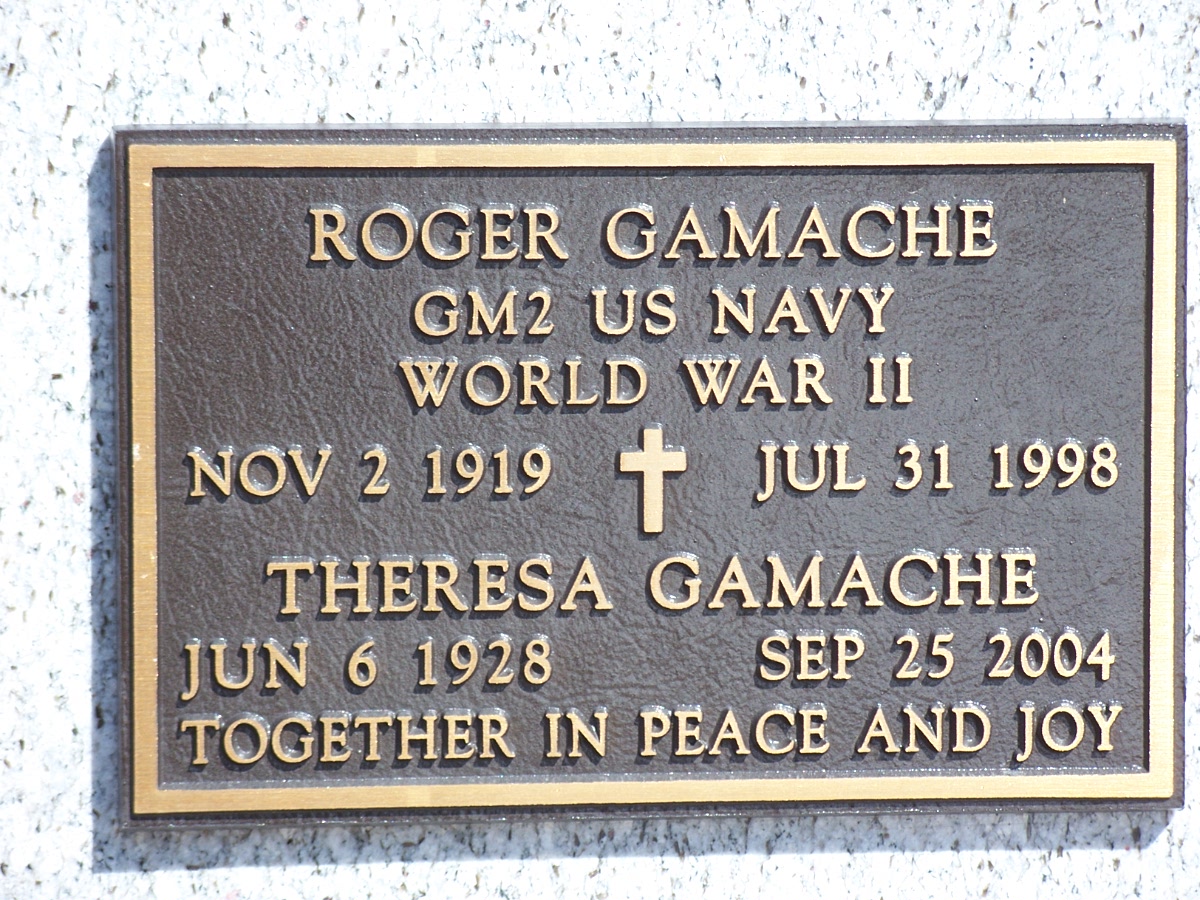 ROGER GAMACHE
GM2 US NAVY
WORLD WAR II
NOV 2 1919 JUL 31 1998
THERESA GAMACHE
JUN 6 1928 SEP 25 2004
TOGETHER IN PEACE AND JOY